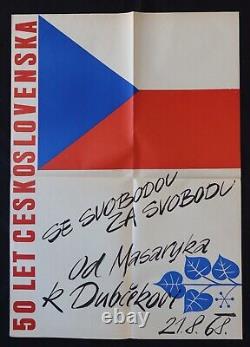 50 LET ČESKOSLOVENSKA
SE SVOBODOU
ZA SVOBODU
Od Masaryka
k Dubčekovi
21.8.68.